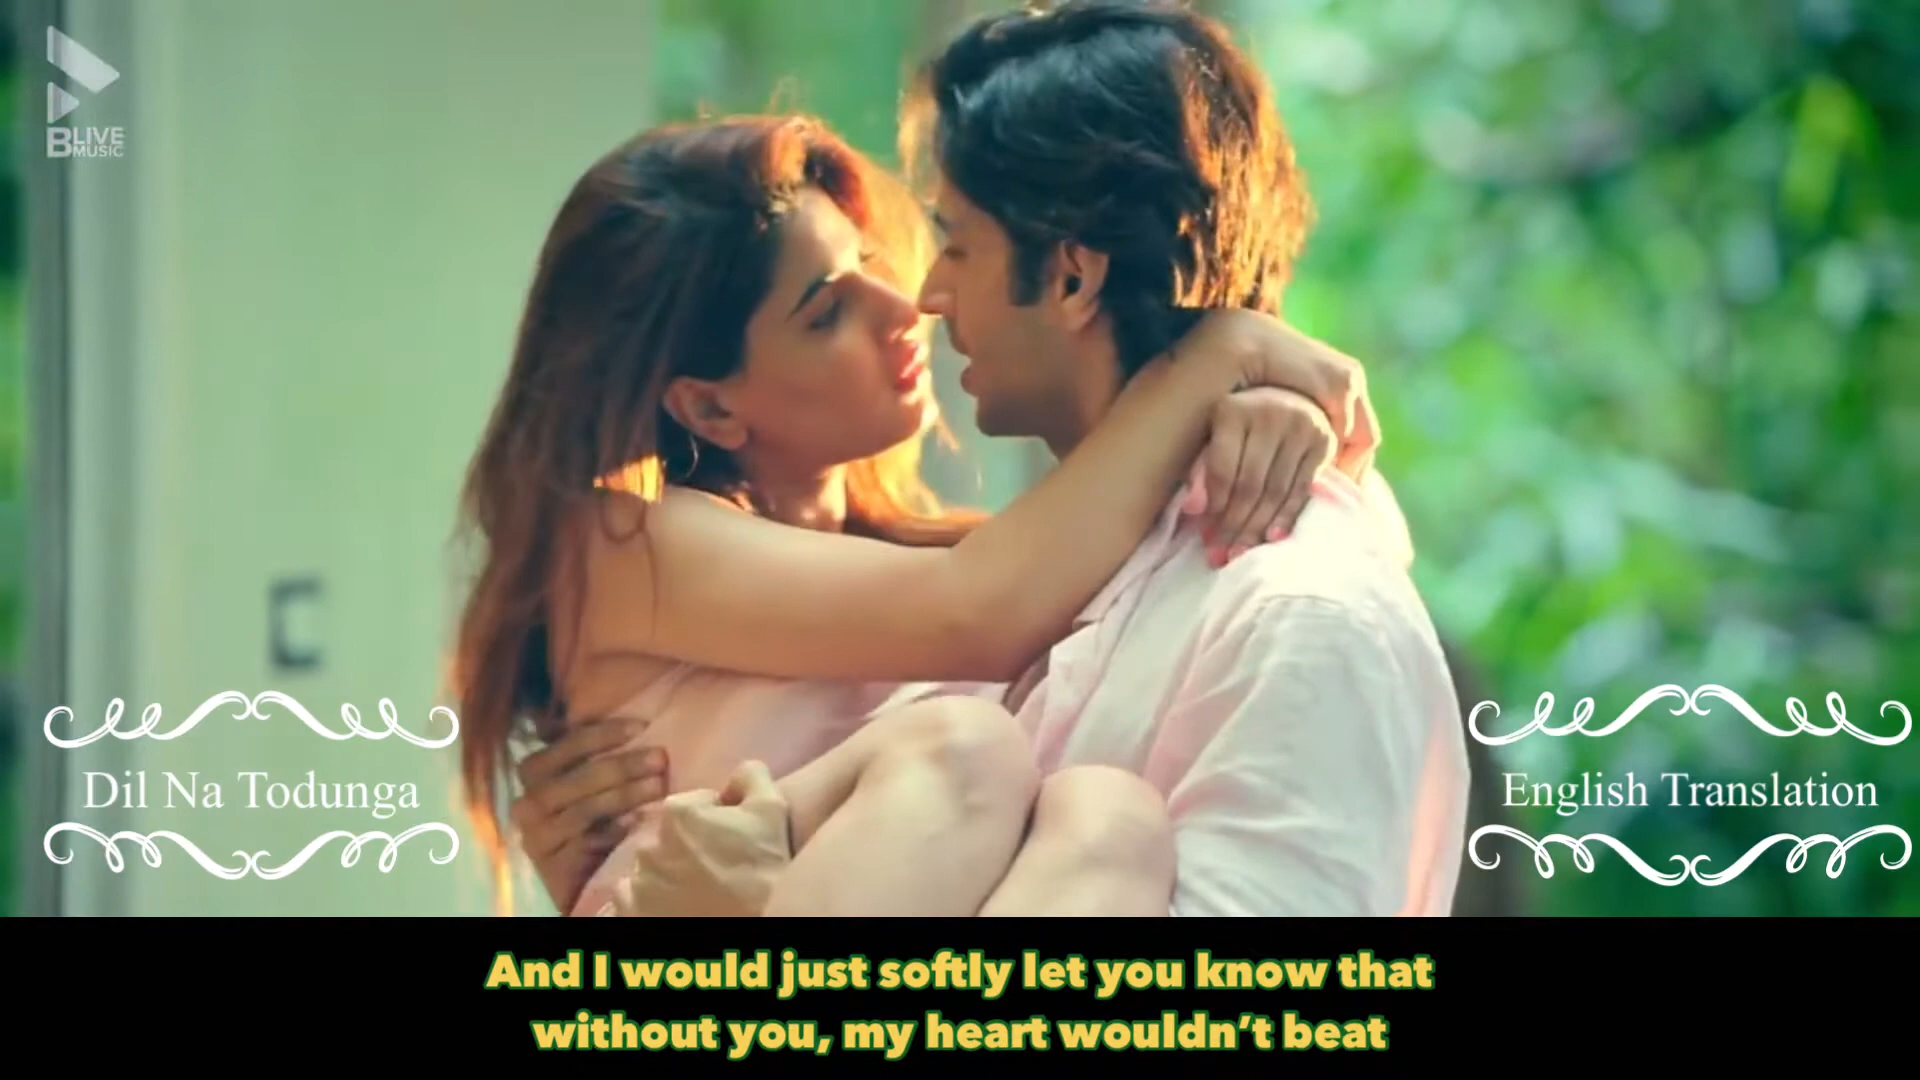 BLIVE
MUSIC
Dil Na Todunga
English Translation
And I would just softly let you know that
without you, my heart wouldn’t beat